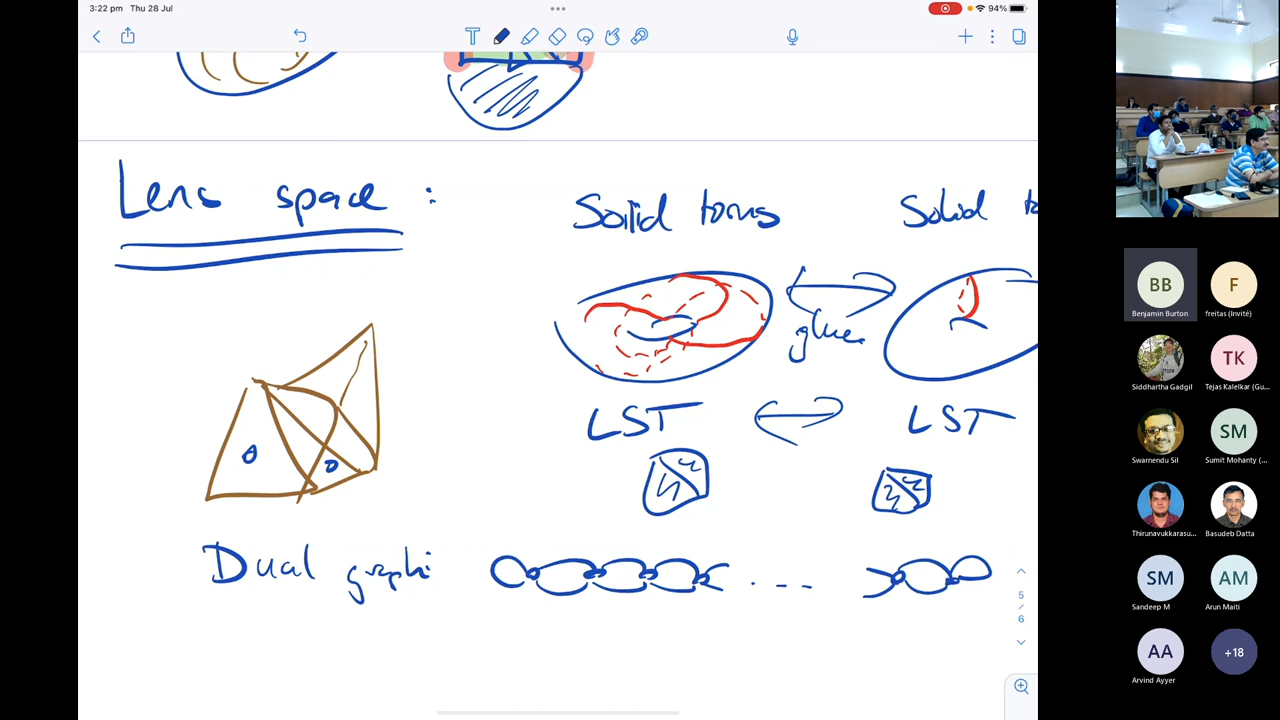 3:22 pm Thu 28 Jul
94%
Lens space :
Solid torus
Solid to
glue
LST
LST
Dual graph:
5
/
6
BB
Benjamin Burton
F
freitas (Invité)
Siddhartha Gadgil
TK
Tejas Kalelkar (Gu...
Swarnendu Sil
SM
Sumit Mohanty (...
Thirunavukkarasu...
Basudeb Datta
SM
Sandeep M
AM
Arun Maiti
AA
Arvind Ayyer
+18